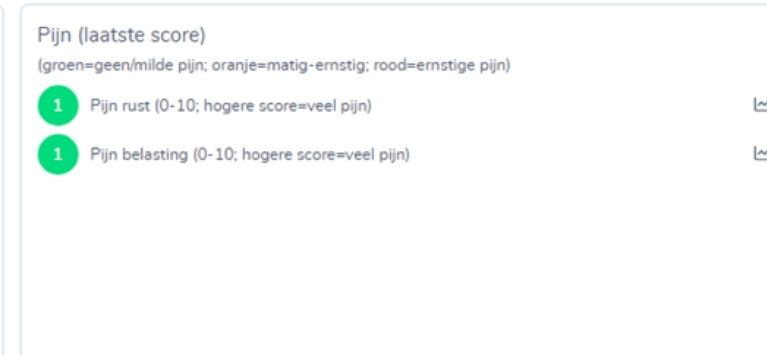 Pijn (laatste score)
(groen=geen/milde pijn; oranje=matig-ernstig; rood=ernstige pijn)
1 Pijn rust (0-10; hogere score=veel pijn)
1 Pijn belasting (0-10; hogere score=veel pijn)